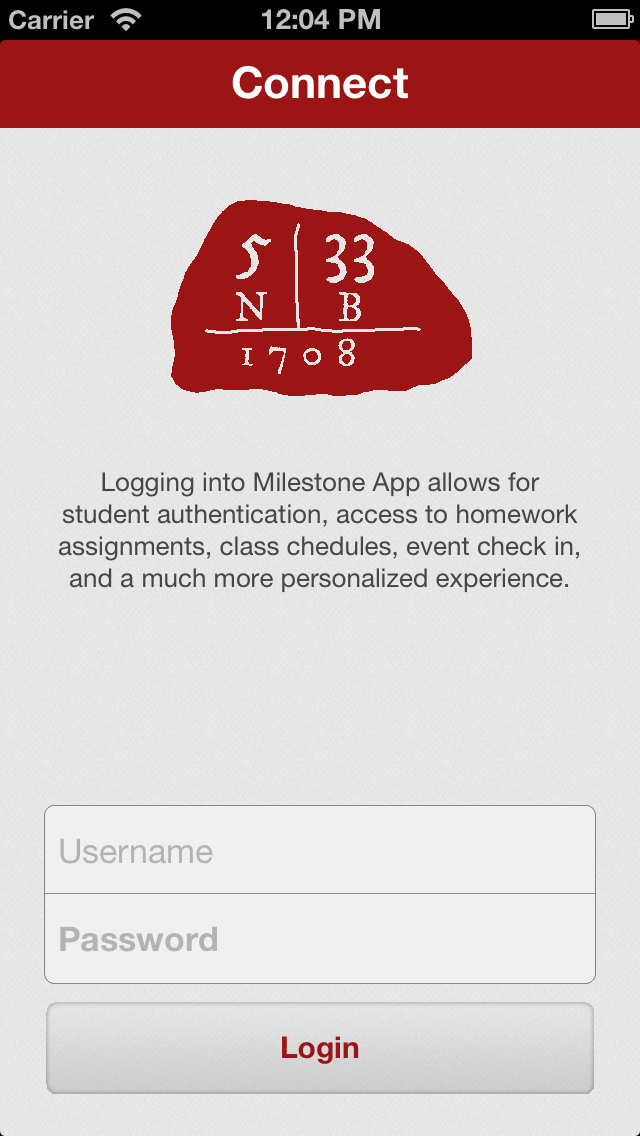 Carrier 12:04 PM
Connect
5 33
N B
1708
Logging into Milestone App allows for
student authentication, access to homework
assignments, class chedules, event check in,
and a much more personalized experience.
Username
Password
Login